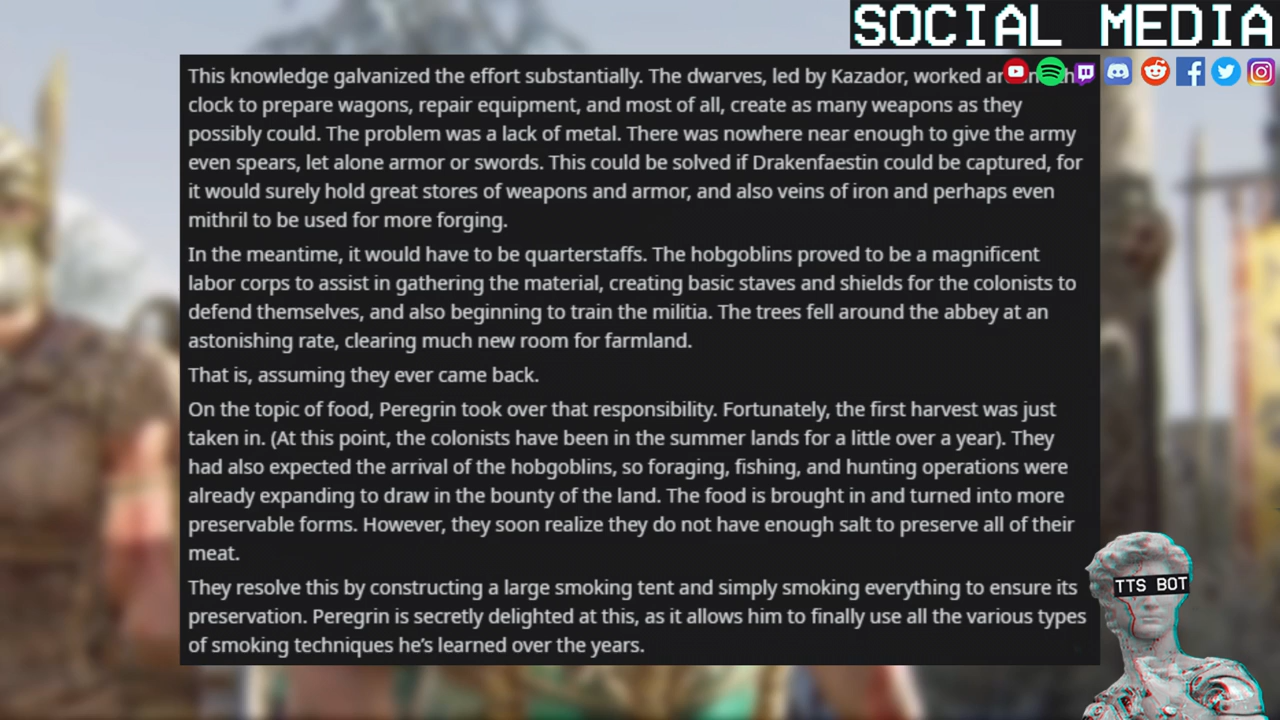 SOCIAL MEDIA
This knowledge galvanized the effort substantially. The dwarves, led by Kazador, worked
clock to prepare wagons, repair equipment, and most of all, create as many weapons as they
possibly could. The problem was a lack of metal. There was nowhere near enough to give the army
even spears, let alone armor or swords. This could be solved if Drakenfaestin could be captured, for
it would surely hold great stores of weapons and armor, and also veins of iron and perhaps even
mithril to be used for more forging.
In the meantime, it would have to be quarterstaffs. The hobgoblins proved to be a magnificent
labor corps to assist in gathering the material, creating basic staves and shields for the colonists to
defend themselves, and also beginning to train the militia. The trees fell around the abbey at an
astonishing rate, clearing much new room for farmland.
That is, assuming they ever came back.
On the topic of food, Peregrin took over that responsibility. Fortunately, the first harvest was just
taken in. (At this point, the colonists have been in the summer lands for a little over a year). They
had also expected the arrival of the hobgoblins, so foraging, fishing, and hunting operations were
already expanding to draw in the bounty of the land. The food is brought in and turned into more
preservable forms. However, they soon realize they do not have enough salt to preserve all of their
meat.
They resolve this by constructing a large smoking tent and simply smoking everything to ensure its
preservation. Peregrin is secretly delighted at this, as it allows him to finally use all the various types
of smoking techniques he's learned over the years.
TTS BOT